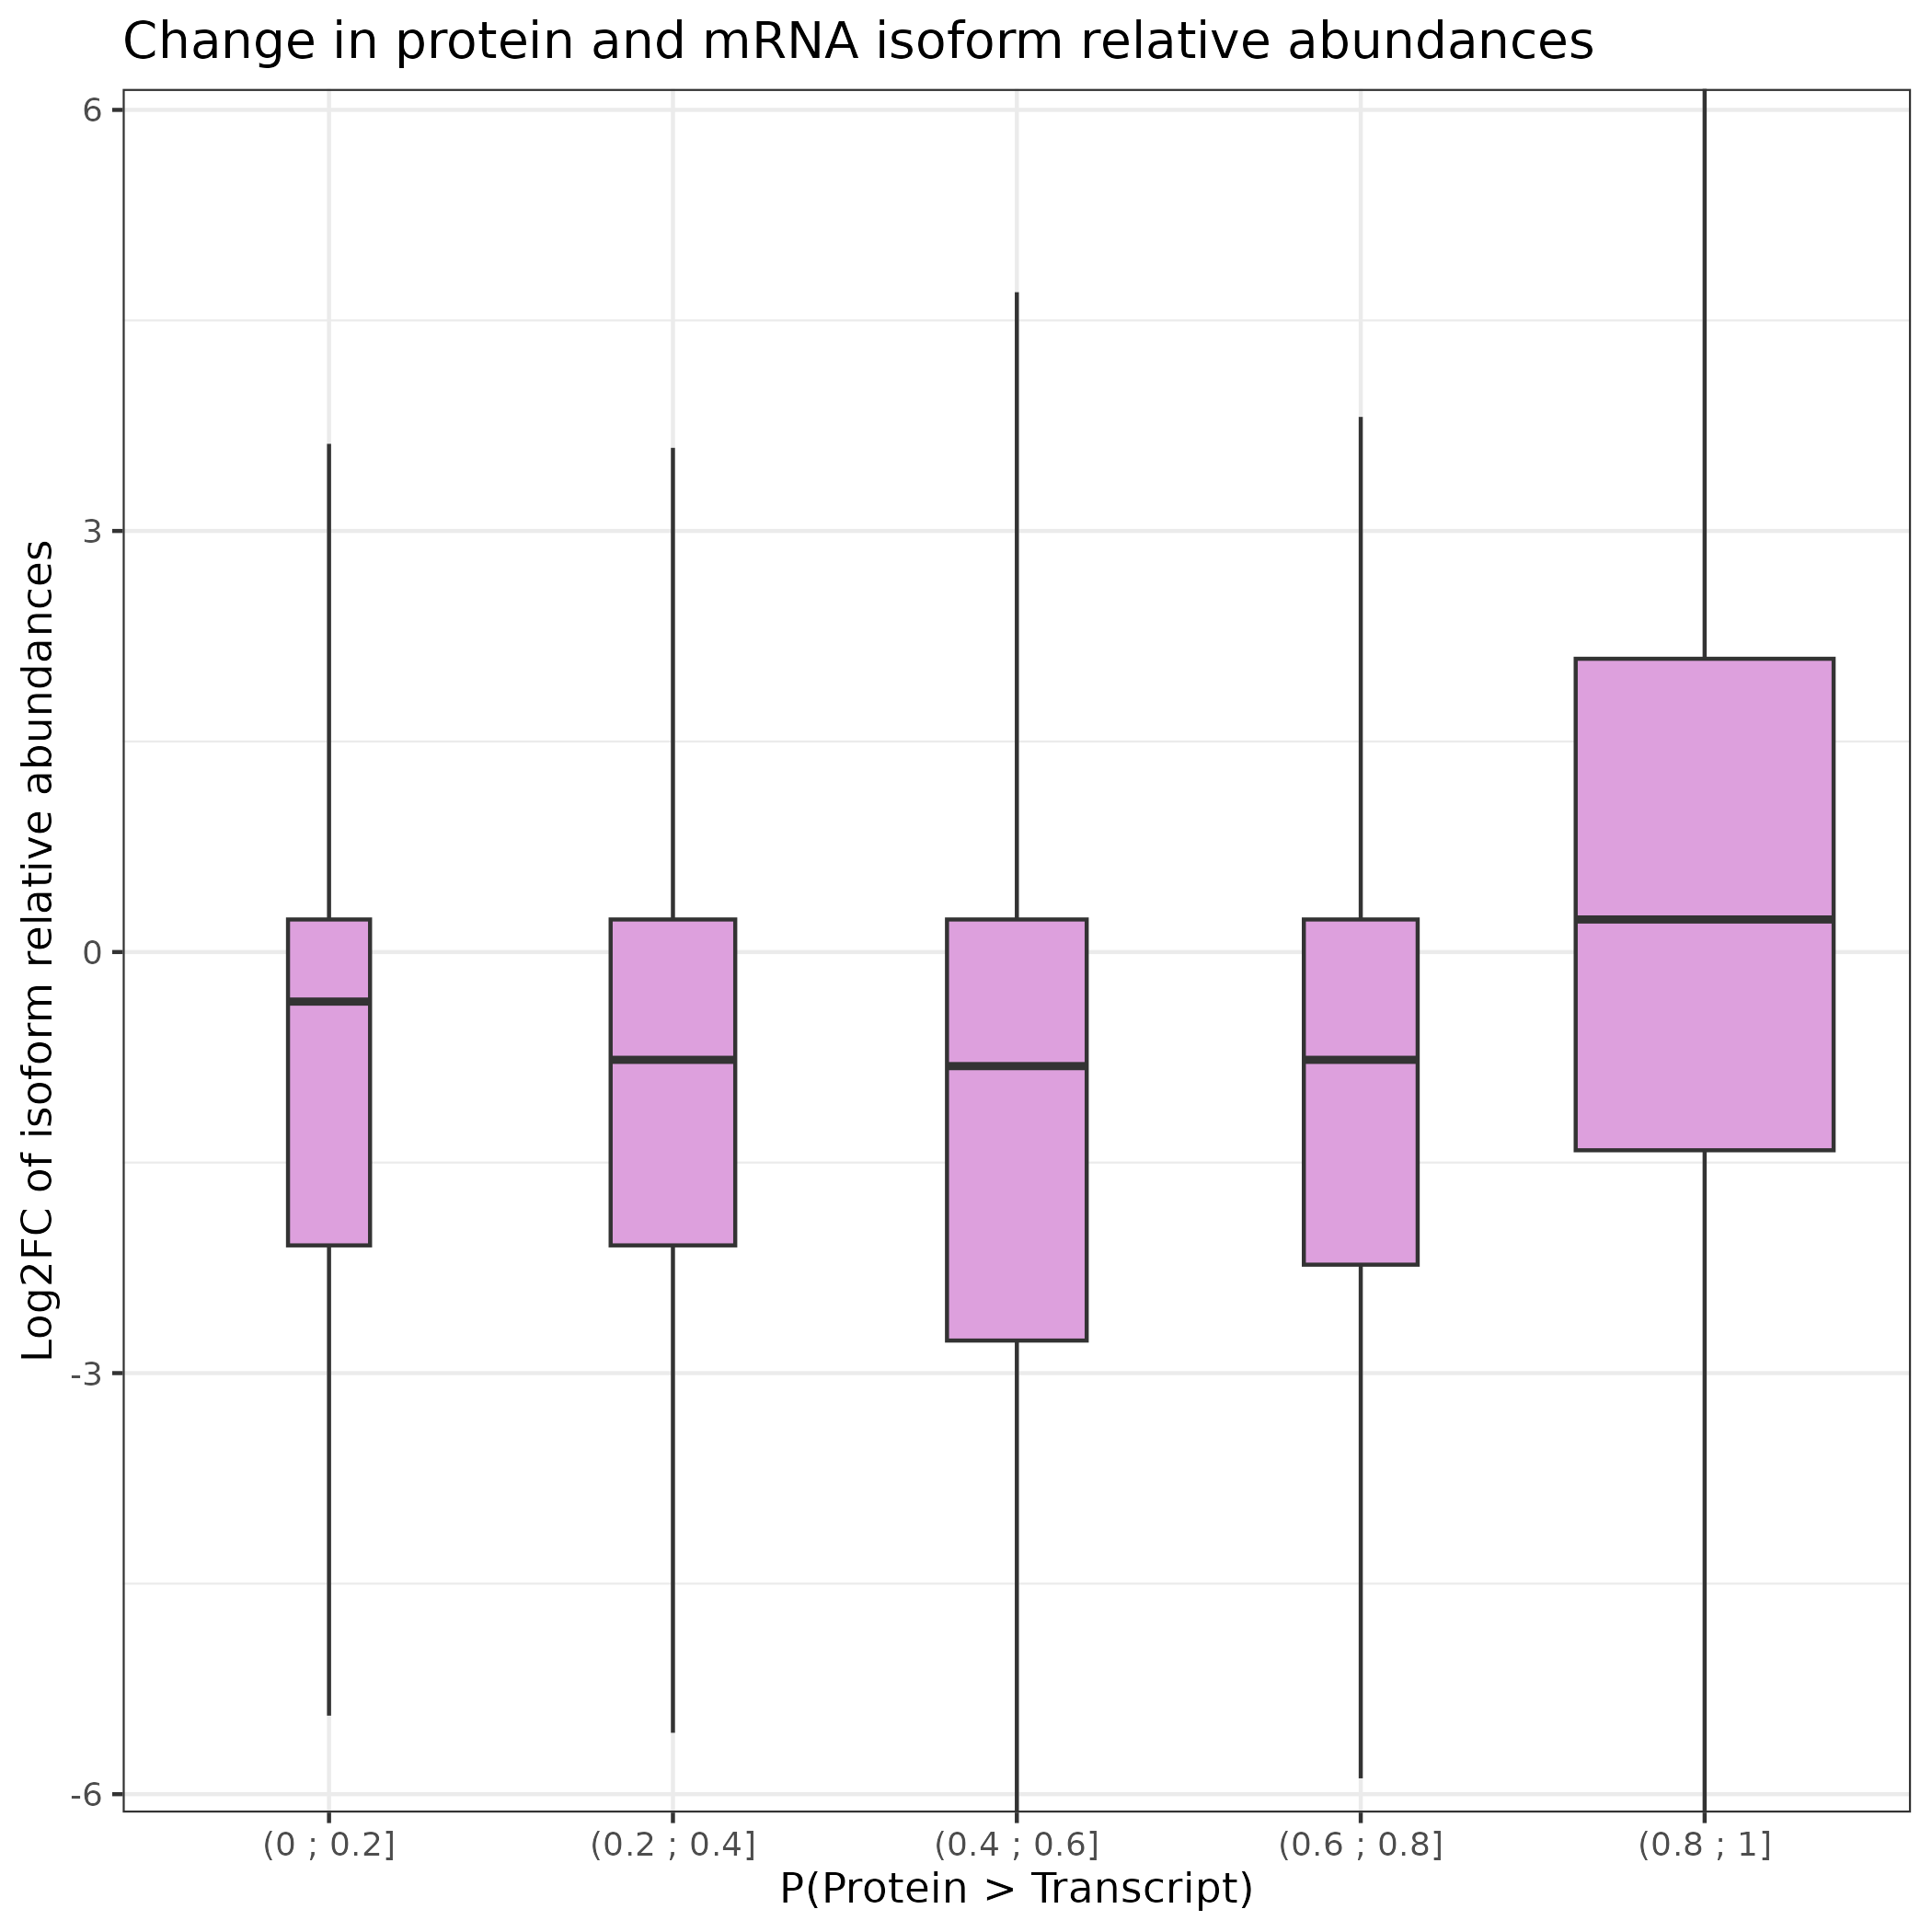 Change in protein and mRNA isoform relative abundances
Log2FC of isoform relative abundances
6
3
0
-3
-6
(0 ; 0.2]
(0.2 ; 0.4]
(0.4 ; 0.6]
(0.6 ; 0.8]
(0.8 ; 1]
P(Protein > Transcript)